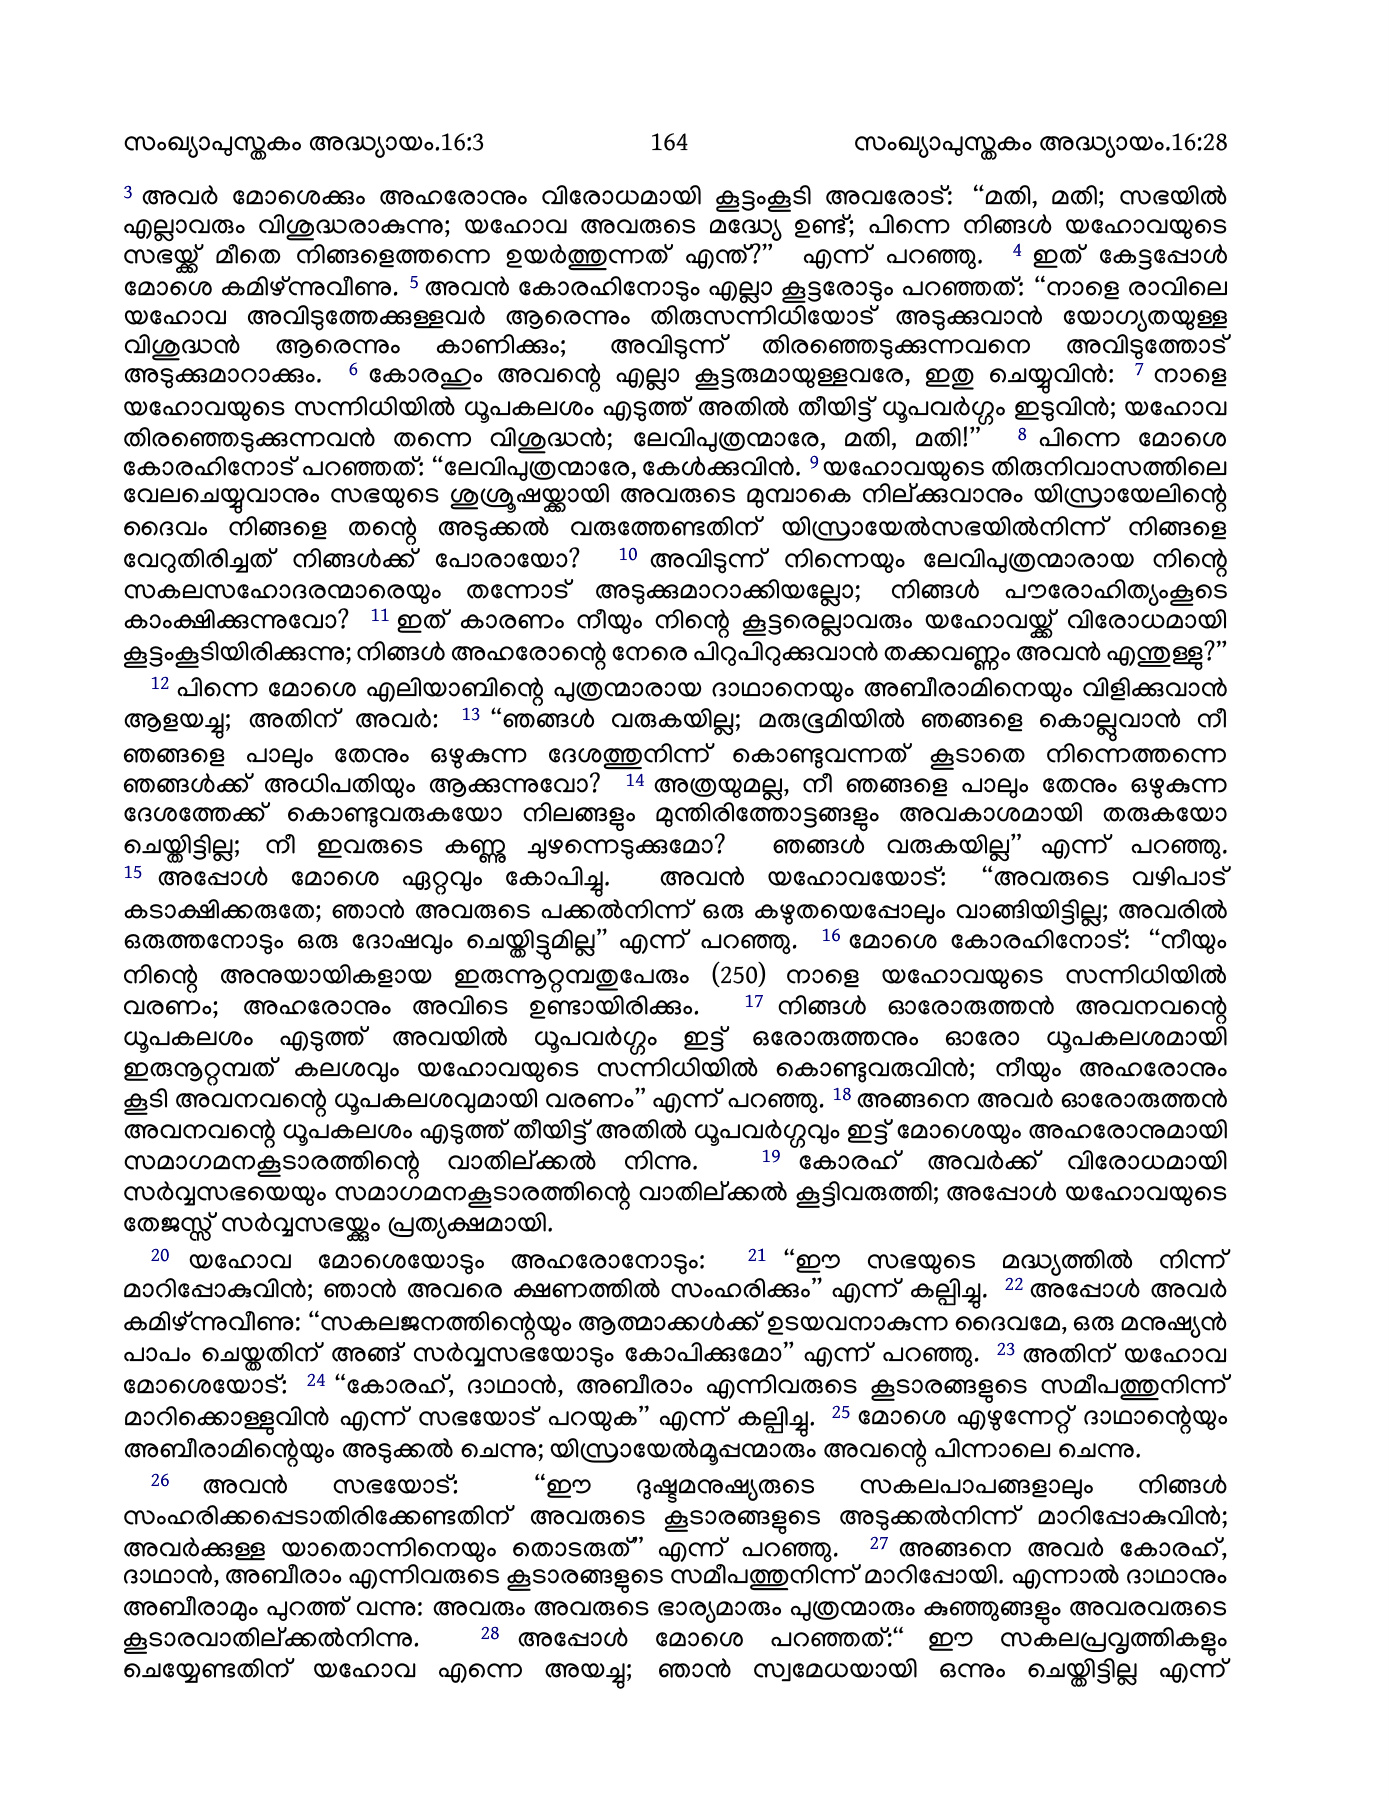 സംഖ്യാപുസ്തകം അദ്ധ്യായം.16:3 164 സംഖ്യാപുസ്തകം അദ്ധ്യായം.16:28
3 അവർ മോശെക്കും അഹരോനും വിരോധമായി കൂട്ടംകൂടി അവരോട്: “മതി, മതി; സഭയിൽ
എല്ലാവരും വിശുദ്ധരാകുന്നു; യഹോവ അവരുടെ മദ്ധ്യേ ഉണ്ട്; പിന്നെ നിങ്ങൾ യഹോവയുടെ
സഭയ്ക്ക് മീതെ നിങ്ങളെത്തന്നെ ഉയർത്തുന്നത് എന്ത്?” എന്ന് പറഞ്ഞു. 4 ഇത് കേട്ടപ്പോൾ
മോശെ കമിഴ്ന്നുവീണു. 5 അവൻ കോരഹിനോടും എല്ലാ കൂട്ടരോടും പറഞ്ഞത്: “നാളെ രാവിലെ
യഹോവ അവിടുത്തേക്കുള്ളവർ ആരെന്നും തിരുസന്നിധിയോട് അടുക്കുവാൻ യോഗ്യതയുള്ള
വിശുദ്ധൻ ആരെന്നും കാണിക്കും; അവിടുന്ന് തിരഞ്ഞെടുക്കുന്നവനെ അവിടുത്തോട്
അടുക്കുമാറാക്കും. 6 കോരഹും അവന്റെ എല്ലാ കൂട്ടരുമായുള്ളവരേ, ഇതു ചെയ്യുവിൻ: 7 നാളെ
യഹോവയുടെ സന്നിധിയിൽ ധൂപകലശം എടുത്ത് അതിൽ തീയിട്ട് ധൂപവർഗ്ഗം ഇടുവിൻ; യഹോവ
തിരഞ്ഞെടുക്കുന്നവൻ തന്നെ വിശുദ്ധൻ; ലേവിപുത്രന്മാരേ, മതി, മതി!” 8 പിന്നെ മോശെ
കോരഹിനോട് പറഞ്ഞത്: “ലേവിപുത്രന്മാരേ, കേൾക്കുവിൻ. 9 യഹോവയുടെ തിരുനിവാസത്തിലെ
വേലചെയ്യുവാനും സഭയുടെ ശുശ്രൂഷയ്ക്കായി അവരുടെ മുമ്പാകെ നില്ക്കുവാനും യിസ്രായേലിന്റെ
ദൈവം നിങ്ങളെ തന്റെ അടുക്കൽ വരുത്തേണ്ടതിന് യിസ്രായേൽസഭയിൽനിന്ന് നിങ്ങളെ
വേറുതിരിച്ചത് നിങ്ങൾക്ക് പോരായോ? 10 അവിടുന്ന് നിന്നെയും ലേവിപുത്രന്മാരായ നിന്റെ
സകലസഹോദരന്മാരെയും തന്നോട് അടുക്കുമാറാക്കിയല്ലോ; നിങ്ങൾ പൗരോഹിത്യംകൂടെ
കാംക്ഷിക്കുന്നുവോ? 11 ഇത് കാരണം നീയും നിന്റെ കൂട്ടരെല്ലാവരും യഹോവയ്ക്ക് വിരോധമായി
കൂട്ടംകൂടിയിരിക്കുന്നു; നിങ്ങൾ അഹരോന്റെ നേരെ പിറുപിറുക്കുവാൻ തക്കവണ്ണം അവൻ എന്തുള്ളു?”
12 പിന്നെ മോശെ എലിയാബിന്റെ പുത്രന്മാരായ ദാഥാനെയും അബീരാമിനെയും വിളിക്കുവാൻ
ആളയച്ചു; അതിന് അവർ: 13 “ഞങ്ങൾ വരുകയില്ല; മരുഭൂമിയിൽ ഞങ്ങളെ കൊല്ലുവാൻ നീ
ഞങ്ങളെ പാലും തേനും ഒഴുകുന്ന ദേശത്തുനിന്ന് കൊണ്ടുവന്നത് കൂടാതെ നിന്നെത്തന്നെ
ഞങ്ങൾക്ക് അധിപതിയും ആക്കുന്നുവോ? 14 അത്രയുമല്ല, നീ ഞങ്ങളെ പാലും തേനും ഒഴുകുന്ന
ദേശത്തേക്ക് കൊണ്ടുവരുകയോ നിലങ്ങളും മുന്തിരിത്തോട്ടങ്ങളും അവകാശമായി തരുകയോ
ചെയ്തിട്ടില്ല; നീ ഇവരുടെ കണ്ണു ചുഴന്നെടുക്കുമോ? ഞങ്ങൾ വരുകയില്ല” എന്ന് പറഞ്ഞു.
15 അപ്പോൾ മോശെ ഏറ്റവും കോപിച്ചു. അവൻ യഹോവയോട്: “അവരുടെ വഴിപാട്
കടാക്ഷിക്കരുതേ; ഞാൻ അവരുടെ പക്കൽനിന്ന് ഒരു കഴുതയെപ്പോലും വാങ്ങിയിട്ടില്ല; അവരിൽ
ഒരുത്തനോടും ഒരു ദോഷവും ചെയ്തിട്ടുമില്ല” എന്ന് പറഞ്ഞു. 16 മോശെ കോരഹിനോട്: “നീയും
നിന്റെ അനുയായികളായ ഇരുന്നൂറ്റമ്പതുപേരും (250) നാളെ യഹോവയുടെ സന്നിധിയിൽ
വരണം; അഹരോനും അവിടെ ഉണ്ടായിരിക്കും. 17 നിങ്ങൾ ഓരോരുത്തൻ അവനവന്റെ
ധൂപകലശം എടുത്ത് അവയിൽ ധൂപവർഗ്ഗം ഇട്ട് ഒരോരുത്തനും ഓരോ ധൂപകലശമായി
ഇരുനൂറ്റമ്പത് കലശവും യഹോവയുടെ സന്നിധിയിൽ കൊണ്ടുവരുവിൻ; നീയും അഹരോനും
കൂടി അവനവന്റെ ധൂപകലശവുമായി വരണം” എന്ന് പറഞ്ഞു. 18 അങ്ങനെ അവർ ഓരോരുത്തൻ
അവനവന്റെ ധൂപകലശം എടുത്ത് തീയിട്ട് അതിൽ ധൂപവർഗ്ഗവും ഇട്ട് മോശെയും അഹരോനുമായി
സമാഗമനകൂടാരത്തിന്റെ വാതില്ക്കൽ നിന്നു. 19 കോരഹ് അവർക്ക് വിരോധമായി
സർവ്വസഭയെയും സമാഗമനകൂടാരത്തിന്റെ വാതില്ക്കൽ കൂട്ടിവരുത്തി; അപ്പോൾ യഹോവയുടെ
തേജസ്സ് സർവ്വസഭയ്ക്കും പ്രത്യക്ഷമായി.
20 യഹോവ മോശെയോടും അഹരോനോടും: 21 “ഈ സഭയുടെ മദ്ധ്യത്തിൽ നിന്ന്
മാറിപ്പോകുവിൻ; ഞാൻ അവരെ ക്ഷണത്തിൽ സംഹരിക്കും” എന്ന് കല്പിച്ചു. 22 അപ്പോൾ അവർ
കമിഴ്ന്നുവീണു: “സകലജനത്തിന്റെയും ആത്മാക്കൾക്ക് ഉടയവനാകുന്ന ദൈവമേ, ഒരു മനുഷ്യൻ
പാപം ചെയ്തതിന് അങ്ങ് സർവ്വസഭയോടും കോപിക്കുമോ” എന്ന് പറഞ്ഞു. 23 അതിന് യഹോവ
മോശെയോട്: 24 “കോരഹ്, ദാഥാൻ, അബീരാം എന്നിവരുടെ കൂടാരങ്ങളുടെ സമീപത്തുനിന്ന്
മാറിക്കൊള്ളുവിൻ എന്ന് സഭയോട് പറയുക” എന്ന് കല്പിച്ചു. 25 മോശെ എഴുന്നേറ്റ് ദാഥാന്റെയും
അബീരാമിന്റെയും അടുക്കൽ ചെന്നു; യിസ്രായേൽമൂപ്പന്മാരും അവന്റെ പിന്നാലെ ചെന്നു.
26 അവൻ സഭയോട്: “ഈ ദുഷ്ടമനുഷ്യരുടെ സകലപാപങ്ങളാലും നിങ്ങൾ
സംഹരിക്കപ്പെടാതിരിക്കേണ്ടതിന് അവരുടെ കൂടാരങ്ങളുടെ അടുക്കൽനിന്ന് മാറിപ്പോകുവിൻ;
അവർക്കുള്ള യാതൊന്നിനെയും തൊടരുത്” എന്ന് പറഞ്ഞു. 27 അങ്ങനെ അവർ കോരഹ്,
ദാഥാൻ, അബീരാം എന്നിവരുടെ കൂടാരങ്ങളുടെ സമീപത്തുനിന്ന് മാറിപ്പോയി. എന്നാൽ ദാഥാനും
അബീരാമും പുറത്ത് വന്നു: അവരും അവരുടെ ഭാര്യമാരും പുത്രന്മാരും കുഞ്ഞുങ്ങളും അവരവരുടെ
കൂടാരവാതില്ക്കൽനിന്നു. 28 അപ്പോൾ മോശെ പറഞ്ഞത്:“ ഈ സകലപ്രവൃത്തികളും
ചെയ്യേണ്ടതിന് യഹോവ എന്നെ അയച്ചു; ഞാൻ സ്വമേധയായി ഒന്നും ചെയ്തിട്ടില്ല എന്ന്